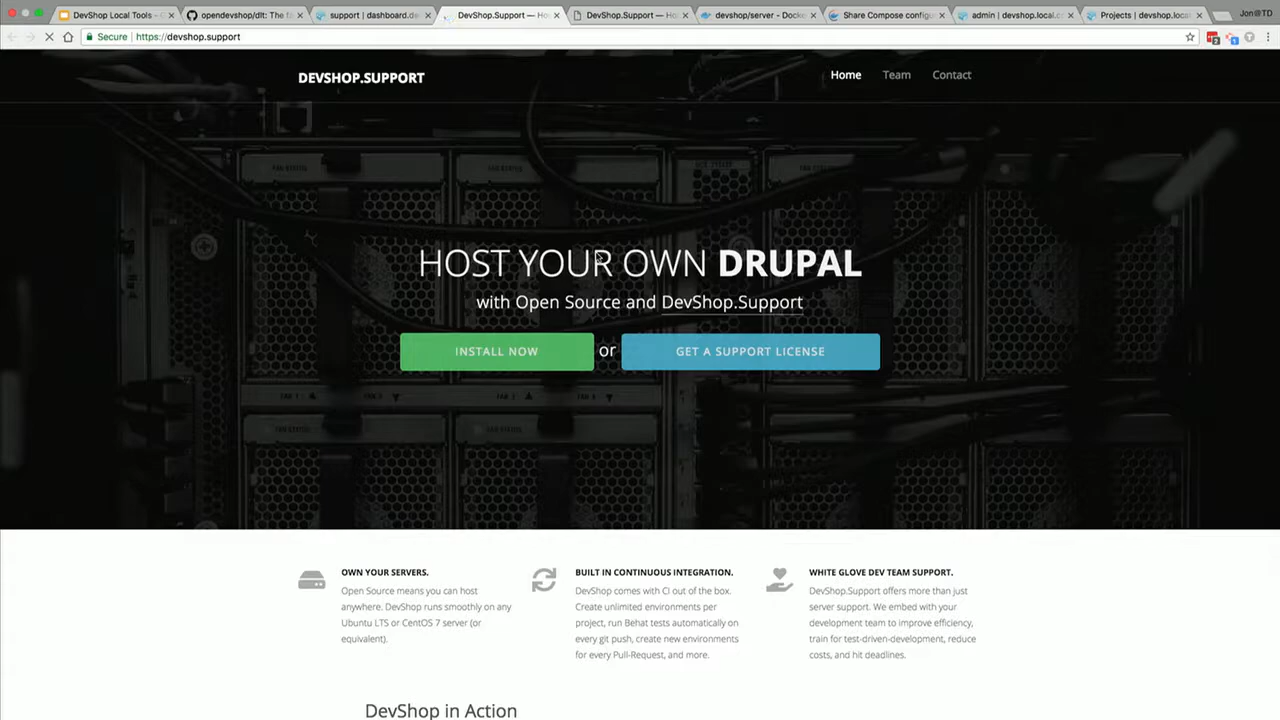 DevShop Local Tools – G
opendevshop/dlt: The fa
support | dashboard.de
DevShop.Support — Ho
DevShop.Support — Ho
devshop/server - Docke
Share Compose configu
admin | devshop.local.c
Projects | devshop.loca
Jon@TD
Secure
https://devshop.support
DEVSHOP.SUPPORT
Home
Team
Contact
HOST YOUR OWN DRUPAL
with Open Source and DevShop.Support
INSTALL NOW or GET A SUPPORT LICENSE
OWN YOUR SERVERS.
Open Source means you can host
anywhere. DevShop runs smoothly on any
Ubuntu LTS or CentOS 7 server (or
equivalent).
BUILT IN CONTINUOUS INTEGRATION.
DevShop comes with CI out of the box.
Create unlimited environments per
project, run Behat tests automatically on
every git push, create new environments
for every Pull-Request, and more.
WHITE GLOVE DEV TEAM SUPPORT.
DevShop.Support offers more than just
server support. We embed with your
development team to improve efficiency,
train for test-driven-development, reduce
costs, and hit deadlines.
DevShop in Action